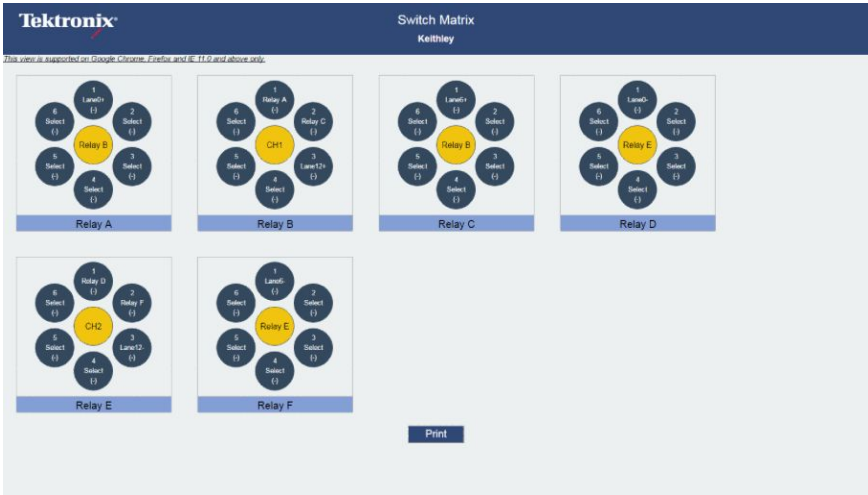 Tektronix
Switch Matrix
Keithley
This view is supported on Google Chrome, Firefox and IE 11.0 and above only.
1
Lane0+
(-)
2
Select
(-)
3
Select
(-)
4
Select
(-)
5
Select
(-)
6
Select
(-)
Relay B
Relay A
1
Relay A
(-)
2
Relay C
(-)
3
Lane12+
(-)
4
Select
(-)
5
Select
(-)
6
Select
(-)
CH1
Relay B
1
Lane6+
(-)
2
Select
(-)
3
Select
(-)
4
Select
(-)
5
Select
(-)
6
Select
(-)
Relay B
Relay C
1
Lane0-
(-)
2
Select
(-)
3
Select
(-)
4
Select
(-)
5
Select
(-)
6
Select
(-)
Relay E
Relay D
1
Relay D
(-)
2
Relay F
(-)
3
Lane12-
(-)
4
Select
(-)
5
Select
(-)
6
Select
(-)
CH2
Relay E
1
Lane6-
(-)
2
Select
(-)
3
Select
(-)
4
Select
(-)
5
Select
(-)
6
Select
(-)
Relay E
Relay F
Print